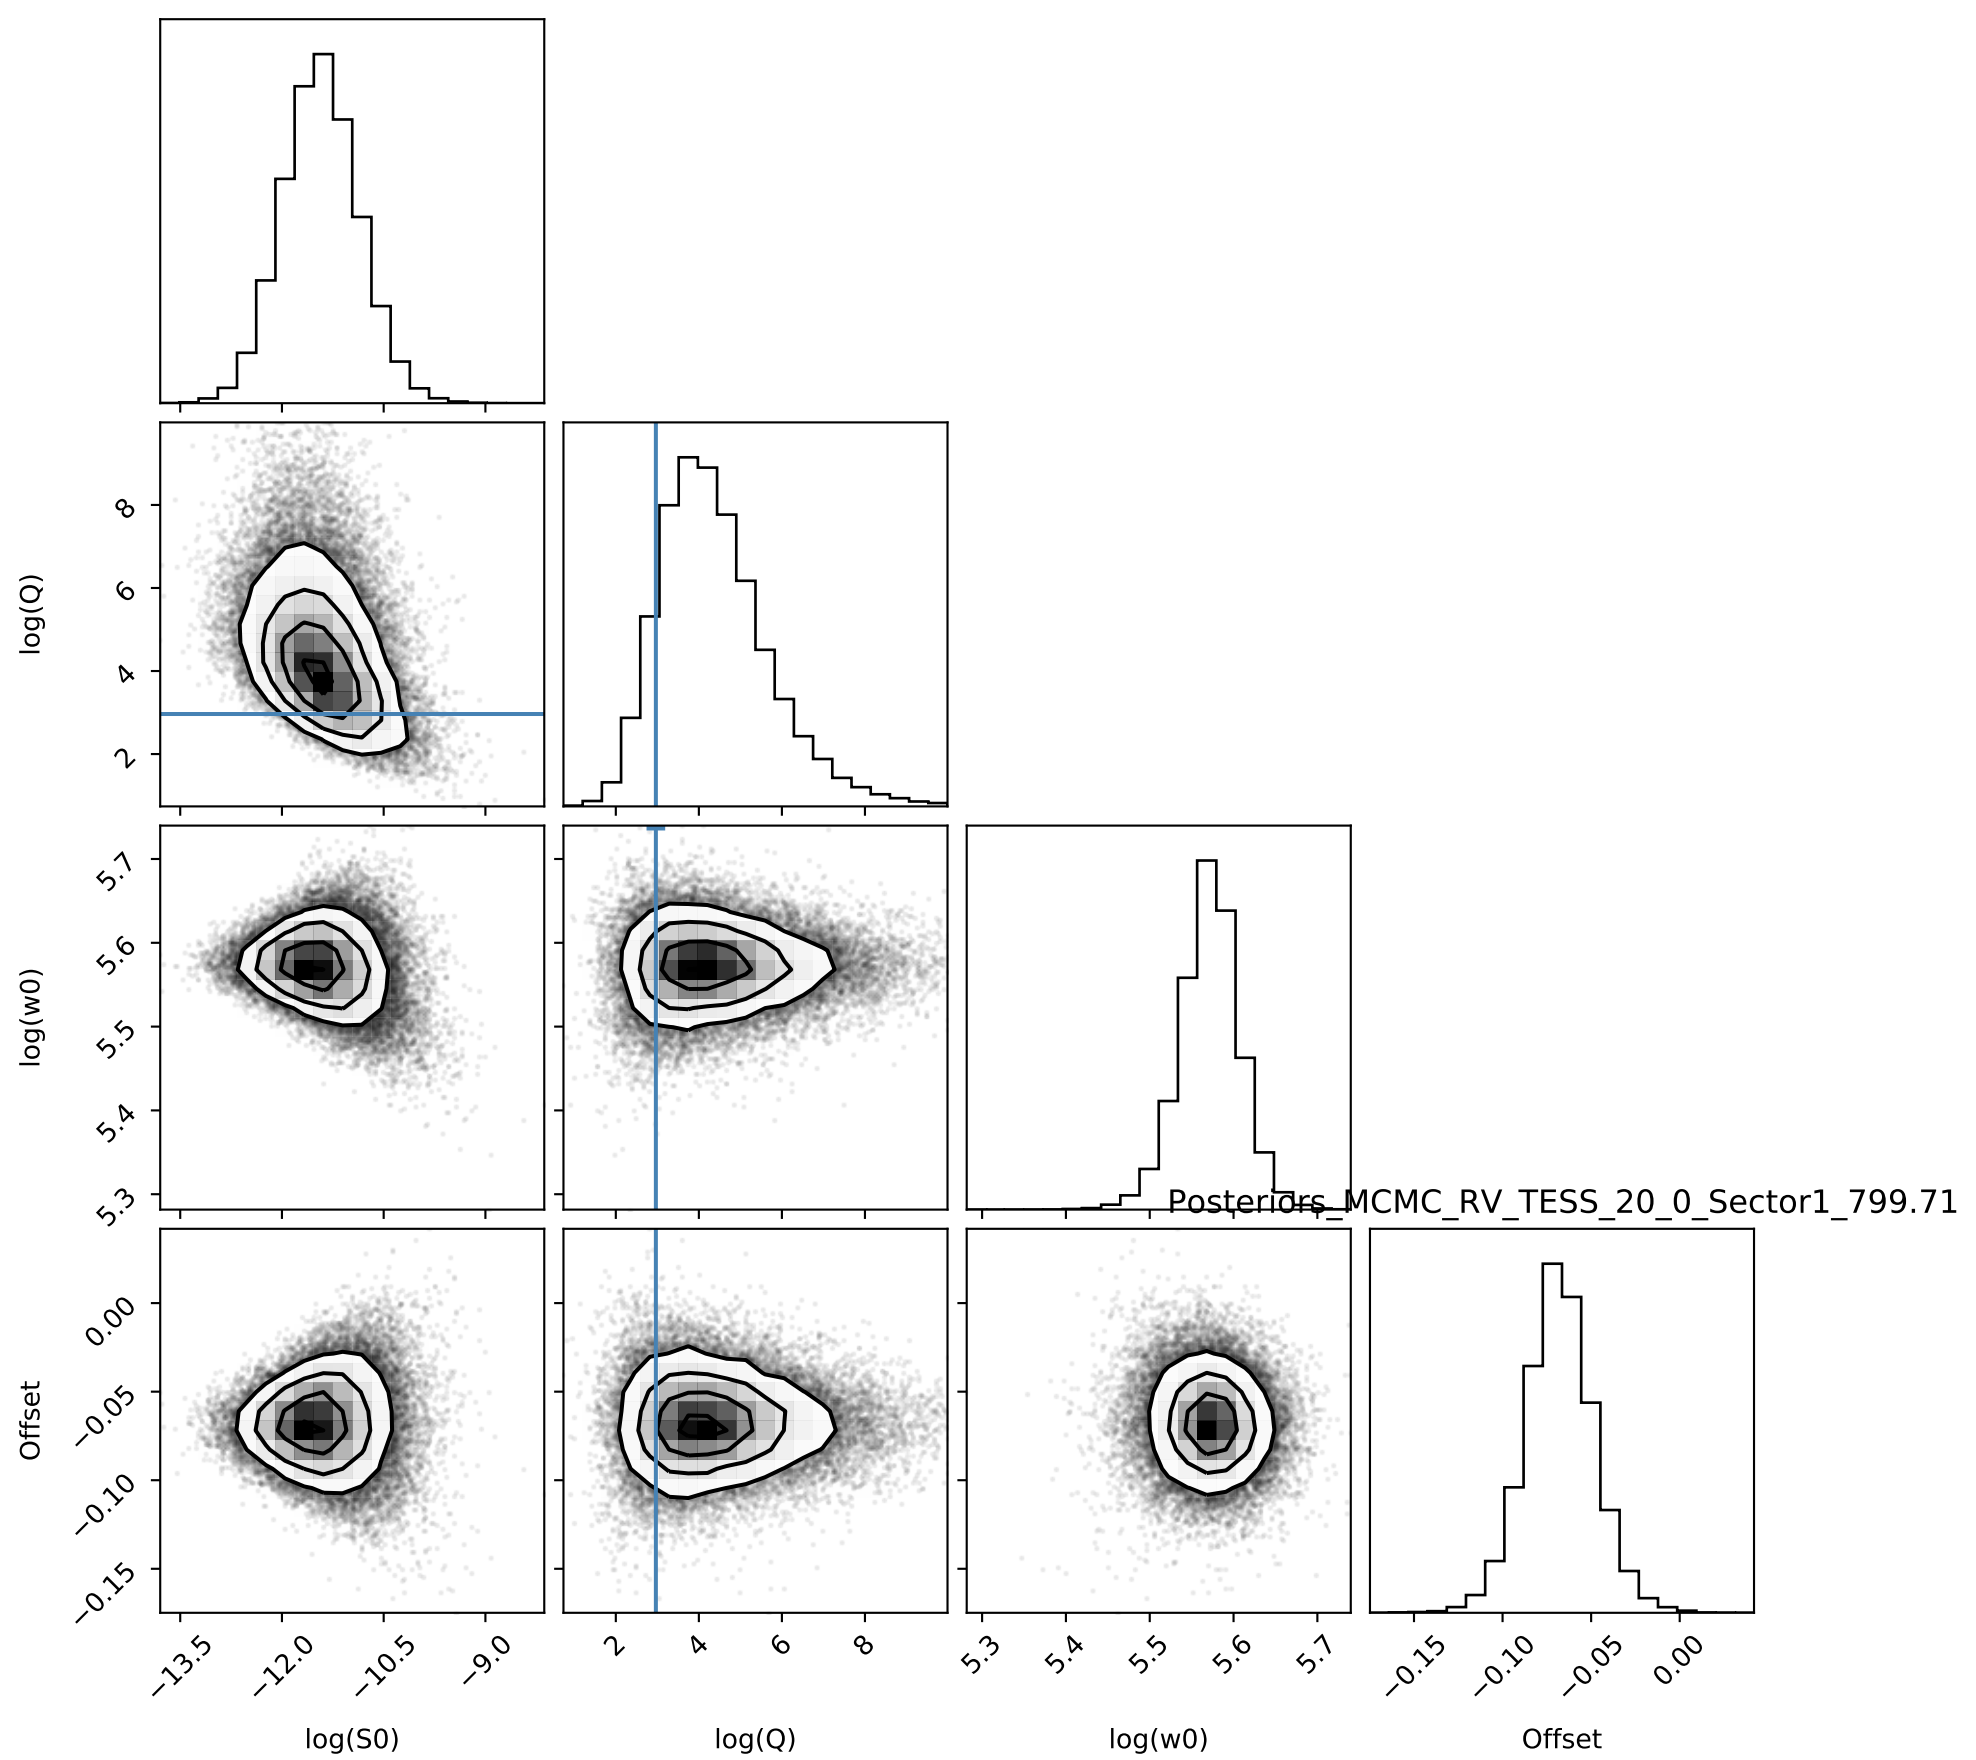 log(Q)
8
6
4
2
log(w0)
5.7
5.6
5.5
5.4
5.3
Posteriors_MCMC_RV_TESS_20_0_Sector1_799.71
Offset
0.00
−0.05
−0.10
−0.15
−13.5 −12.0 −10.5 −9.0 2 4 6 8 5.3 5.4 5.5 5.6 5.7 −0.15 −0.10 −0.05 0.00
log(S0) log(Q) log(w0) Offset